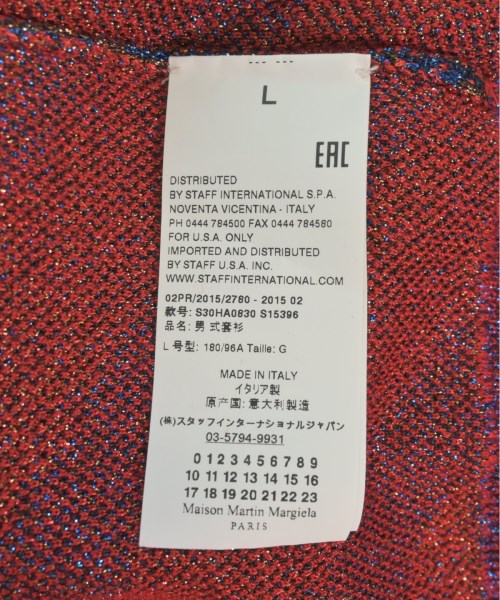 L
EAC
DISTRIBUTED
BY STAFF INTERNATIONAL S.P.A.
NOVENTA VICENTINA - ITALY
PH 0444 784500 FAX 0444 784580
FOR U.S.A. ONLY
IMPORTED AND DISTRIBUTED
BY STAFF U.S.A. INC.
WWW.STAFFINTERNATIONAL.COM
02PR/2015/2780 - 2015 02
款号: S30HA0830 S15396
品名: 男 式套衫
L 号型: 180/96A Taille: G
MADE IN ITALY
イタリア製
原产国: 意大利製造
(株)スタッフインターナショナルジャパン
03-5794-9931
0 1 2 3 4 5 6 7 8 9
10 11 12 13 14 15 16
17 18 19 20 21 22 23
Maison Martin Margiela
PARIS